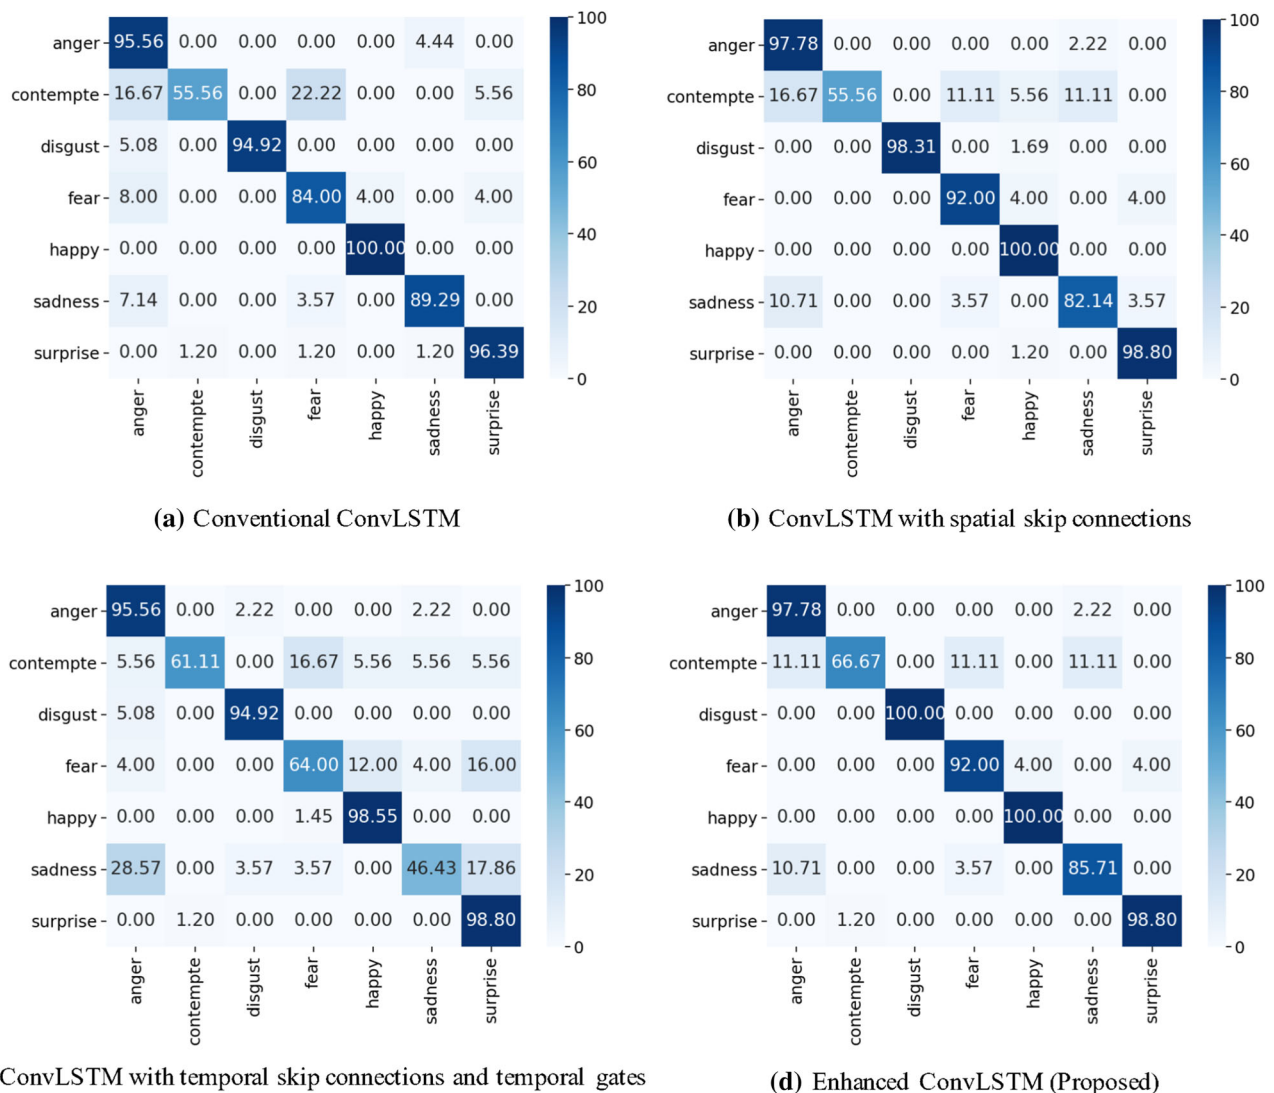 100
anger 95.56 0.00 0.00 0.00 0.00 4.44 0.00
contempte 16.67 55.56 0.00 22.22 0.00 0.00 5.56
disgust 5.08 0.00 94.92 0.00 0.00 0.00 0.00
fear 8.00 0.00 0.00 84.00 4.00 0.00 4.00
happy 0.00 0.00 0.00 0.00 100.00 0.00 0.00
sadness 7.14 0.00 0.00 3.57 0.00 89.29 0.00
surprise 0.00 1.20 0.00 1.20 0.00 1.20 96.39
80
60
40
20
0
anger contempte disgust fear happy sadness surprise
(a) Conventional ConvLSTM
100
anger 97.78 0.00 0.00 0.00 0.00 2.22 0.00
contempte 16.67 55.56 0.00 11.11 5.56 11.11 0.00
disgust 0.00 0.00 98.31 0.00 1.69 0.00 0.00
fear 0.00 0.00 0.00 92.00 4.00 0.00 4.00
happy 0.00 0.00 0.00 0.00 100.00 0.00 0.00
sadness 10.71 0.00 0.00 3.57 0.00 82.14 3.57
surprise 0.00 0.00 0.00 0.00 1.20 0.00 98.80
80
60
40
20
0
anger contempte disgust fear happy sadness surprise
(b) ConvLSTM with spatial skip connections
100
anger 95.56 0.00 2.22 0.00 0.00 2.22 0.00
contempte 5.56 61.11 0.00 16.67 5.56 5.56 5.56
disgust 5.08 0.00 94.92 0.00 0.00 0.00 0.00
fear 4.00 0.00 0.00 64.00 12.00 4.00 16.00
happy 0.00 0.00 0.00 1.45 98.55 0.00 0.00
sadness 28.57 0.00 3.57 3.57 0.00 46.43 17.86
surprise 0.00 1.20 0.00 0.00 0.00 0.00 98.80
80
60
40
20
0
anger contempte disgust fear happy sadness surprise
ConvLSTM with temporal skip connections and temporal gates
100
anger 97.78 0.00 0.00 0.00 0.00 2.22 0.00
contempte 11.11 66.67 0.00 11.11 0.00 11.11 0.00
disgust 0.00 0.00 100.00 0.00 0.00 0.00 0.00
fear 0.00 0.00 0.00 92.00 4.00 0.00 4.00
happy 0.00 0.00 0.00 0.00 100.00 0.00 0.00
sadness 10.71 0.00 0.00 3.57 0.00 85.71 0.00
surprise 0.00 1.20 0.00 0.00 0.00 0.00 98.80
80
60
40
20
0
anger contempte disgust fear happy sadness surprise
(d) Enhanced ConvLSTM (Proposed)